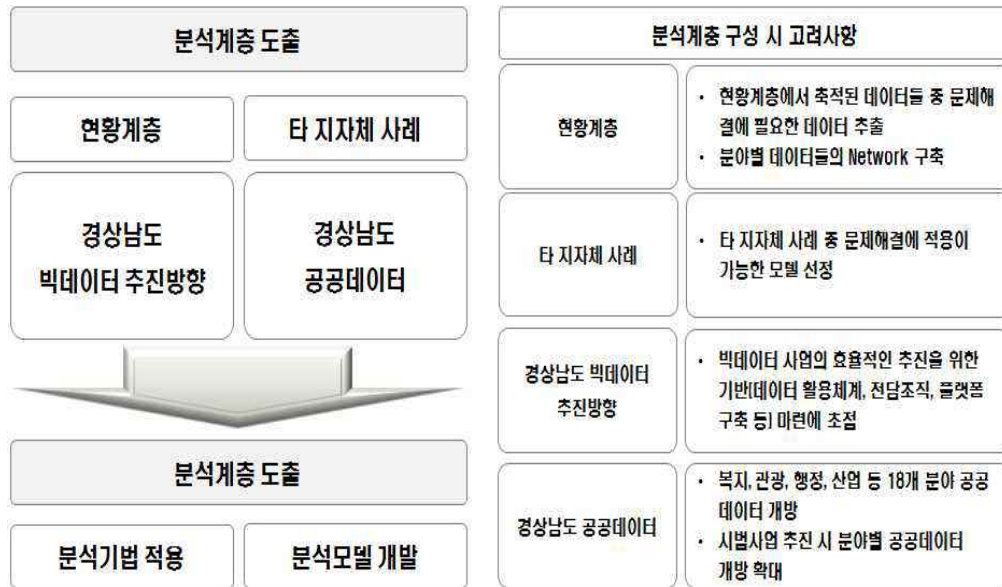 분석계층 도출
현황계층
타 지자체 사례
경상남도
빅데이터 추진방향
경상남도
공공데이터
분석계층 도출
분석기법 적용
분석모델 개발
분석계층 구성 시 고려사항
현황계층
• 현황계층에서 축적된 데이터들 중 문제해
결에 필요한 데이터 추출
• 분야별 데이터들의 Network 구축
타 지자체 사례
• 타 지자체 사례 중 문제해결에 적용이
가능한 모델 선정
경상남도 빅데이터
추진방향
• 빅데이터 사업의 효율적인 추진을 위한
기반(데이터 활용체계, 전담조직, 플랫폼
구축 등) 마련에 초점
경상남도 공공데이터
• 복지, 관광, 행정, 산업 등 18개 분야 공공
데이터 개방
• 시범사업 추진 시 분야별 공공데이터
개방 확대